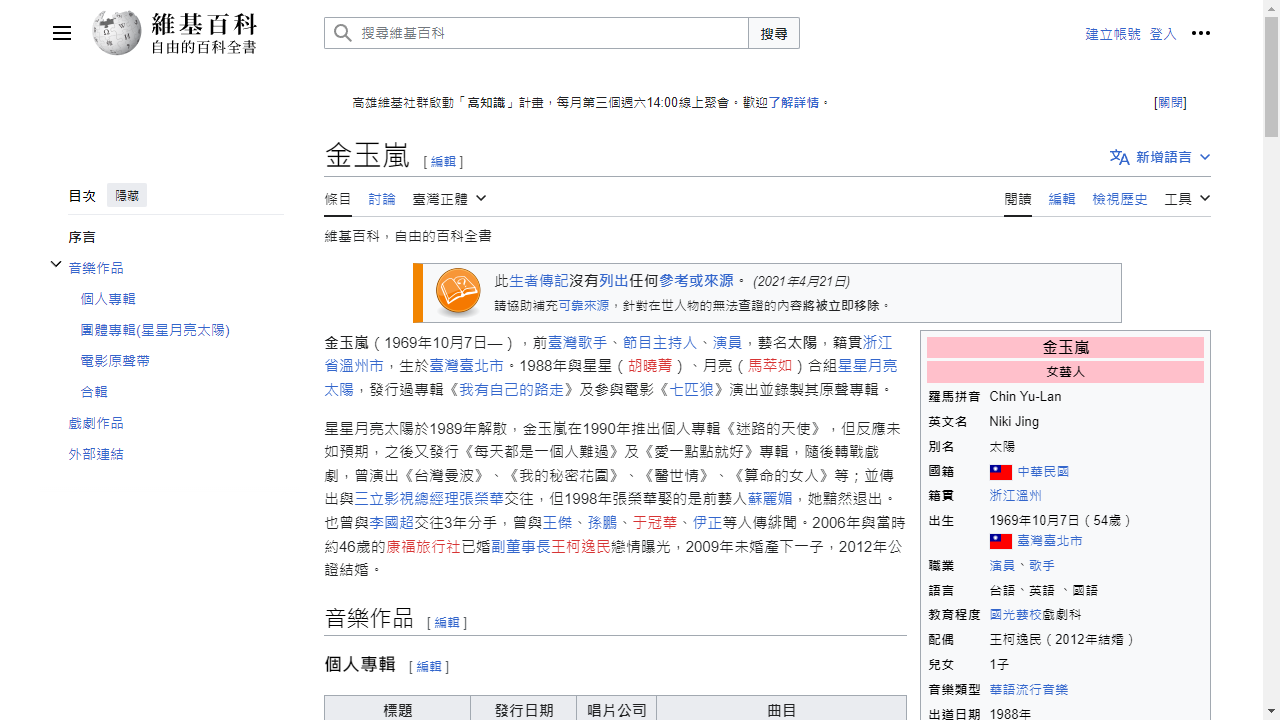 維基百科
自由的百科全書
搜尋維基百科
搜尋
建立帳號 登入
高雄維基社群啟動「高知識」計畫，每月第三個週六14:00線上聚會。歡迎了解詳情。
[關閉]
金玉嵐 [編輯]
新增語言
目次 隱藏
序言
音樂作品
個人專輯
團體專輯(星星月亮太陽)
電影原聲帶
合輯
戲劇作品
外部連結
條目 討論 臺灣正體
閱讀 編輯 檢視歷史 工具
維基百科，自由的百科全書
此生者傳記沒有列出任何參考或來源。 (2021年4月21日)
請協助補充可靠來源，針對在世人物的無法查證的內容將被立即移除。
金玉嵐（1969年10月7日—），前臺灣歌手、節目主持人、演員，藝名太陽，籍貫浙江
省溫州市，生於臺灣臺北市。1988年與星星（胡曉菁）、月亮（馬萃如）合組星星月亮
太陽，發行過專輯《我有自己的路走》及參與電影《七匹狼》演出並錄製其原聲專輯。
星星月亮太陽於1989年解散，金玉嵐在1990年推出個人專輯《迷路的天使》，但反應未
如預期，之後又發行《每天都是一個人難過》及《愛一點點就好》專輯，隨後轉戰戲
劇，曾演出《台灣曼波》、《我的秘密花園》、《醫世情》、《算命的女人》等；並傳
出與三立影視總經理張榮華交往，但1998年張榮華娶的是前藝人蘇麗媚，她黯然退出。
也曾與李國超交往3年分手，曾與王傑、孫鵬、于冠華、伊正等人傳緋聞。2006年與當時
約46歲的康福旅行社已婚副董事長王柯逸民戀情曝光，2009年未婚產下一子，2012年公
證結婚。
音樂作品 [編輯]
個人專輯 [編輯]
標題 發行日期 唱片公司 曲目
金玉嵐
女藝人
羅馬拼音 Chin Yu-Lan
英文名 Niki Jing
別名 太陽
國籍 中華民國
籍貫 浙江溫州
出生 1969年10月7日（54歲）
臺灣臺北市
職業 演員、歌手
語言 台語、英語 、國語
教育程度 國光藝校戲劇科
配偶 王柯逸民（2012年結婚）
兒女 1子
音樂類型 華語流行音樂
出道日期 1988年